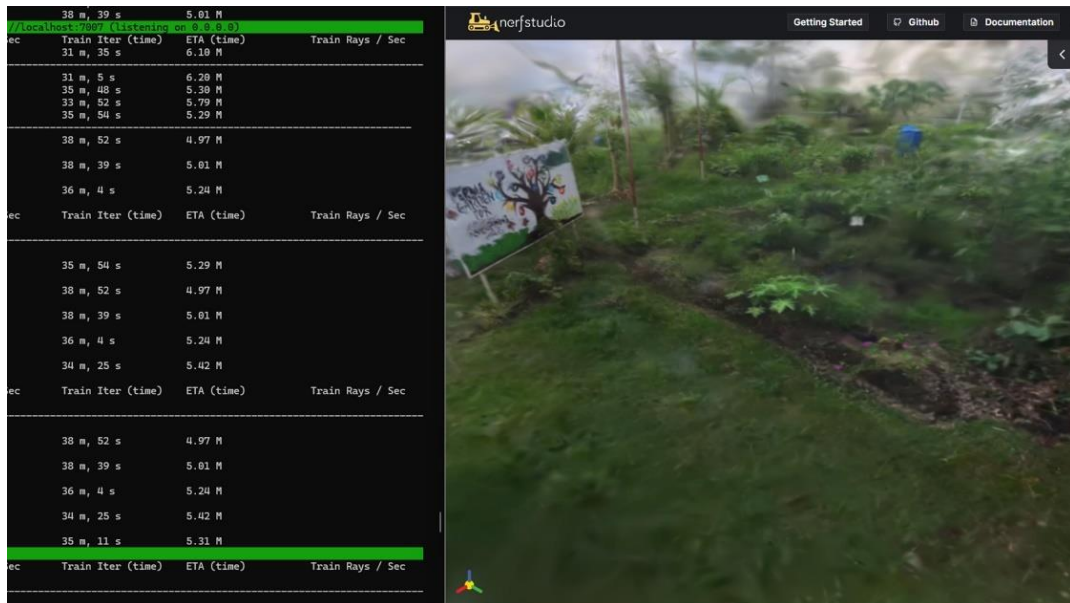 38 m, 39 s 5.01 M
//localhost:7007 (listening on 0.0.0.0)
ec Train Iter (time) ETA (time) Train Rays / Sec
31 m, 35 s 6.10 M
31 m, 5 s 6.20 M
35 m, 48 s 5.30 M
33 m, 52 s 5.79 M
35 m, 54 s 5.29 M
38 m, 52 s 4.97 M
38 m, 39 s 5.01 M
36 m, 4 s 5.24 M
ec Train Iter (time) ETA (time) Train Rays / Sec
35 m, 54 s 5.29 M
38 m, 52 s 4.97 M
38 m, 39 s 5.01 M
36 m, 4 s 5.24 M
34 m, 25 s 5.42 M
ec Train Iter (time) ETA (time) Train Rays / Sec
38 m, 52 s 4.97 M
38 m, 39 s 5.01 M
36 m, 4 s 5.24 M
34 m, 25 s 5.42 M
35 m, 11 s 5.31 M
ec Train Iter (time) ETA (time) Train Rays / Sec
nerfstudio
Getting Started Github Documentation